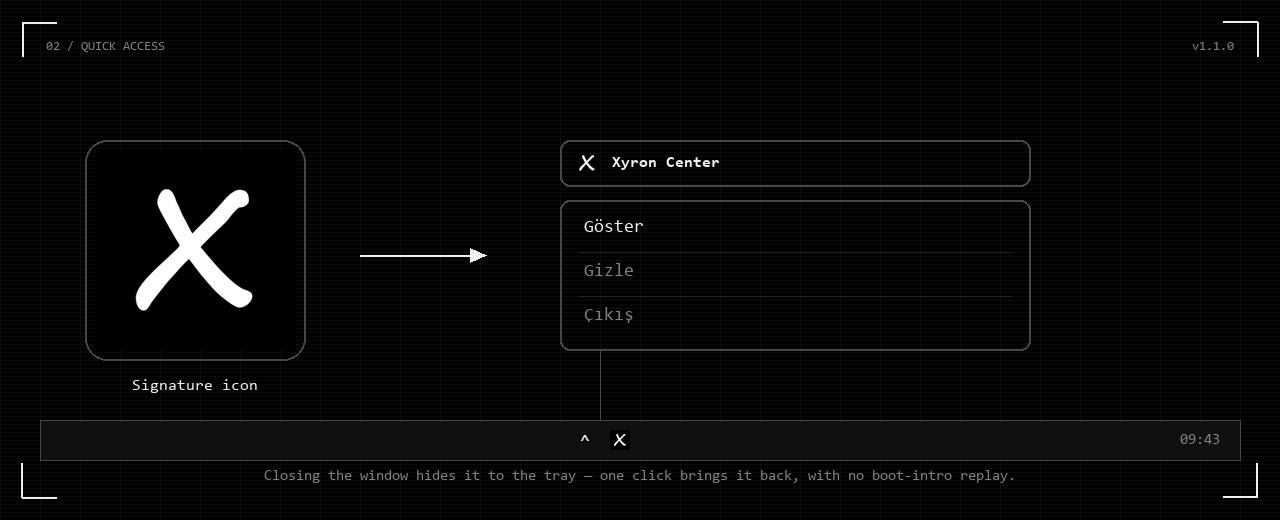 02 / QUICK ACCESS
v1.1.0
Xyron Center
Göster
Gizle
Çıkış
Signature icon
^
09:43
Closing the window hides it to the tray — one click brings it back, with no boot-intro replay.